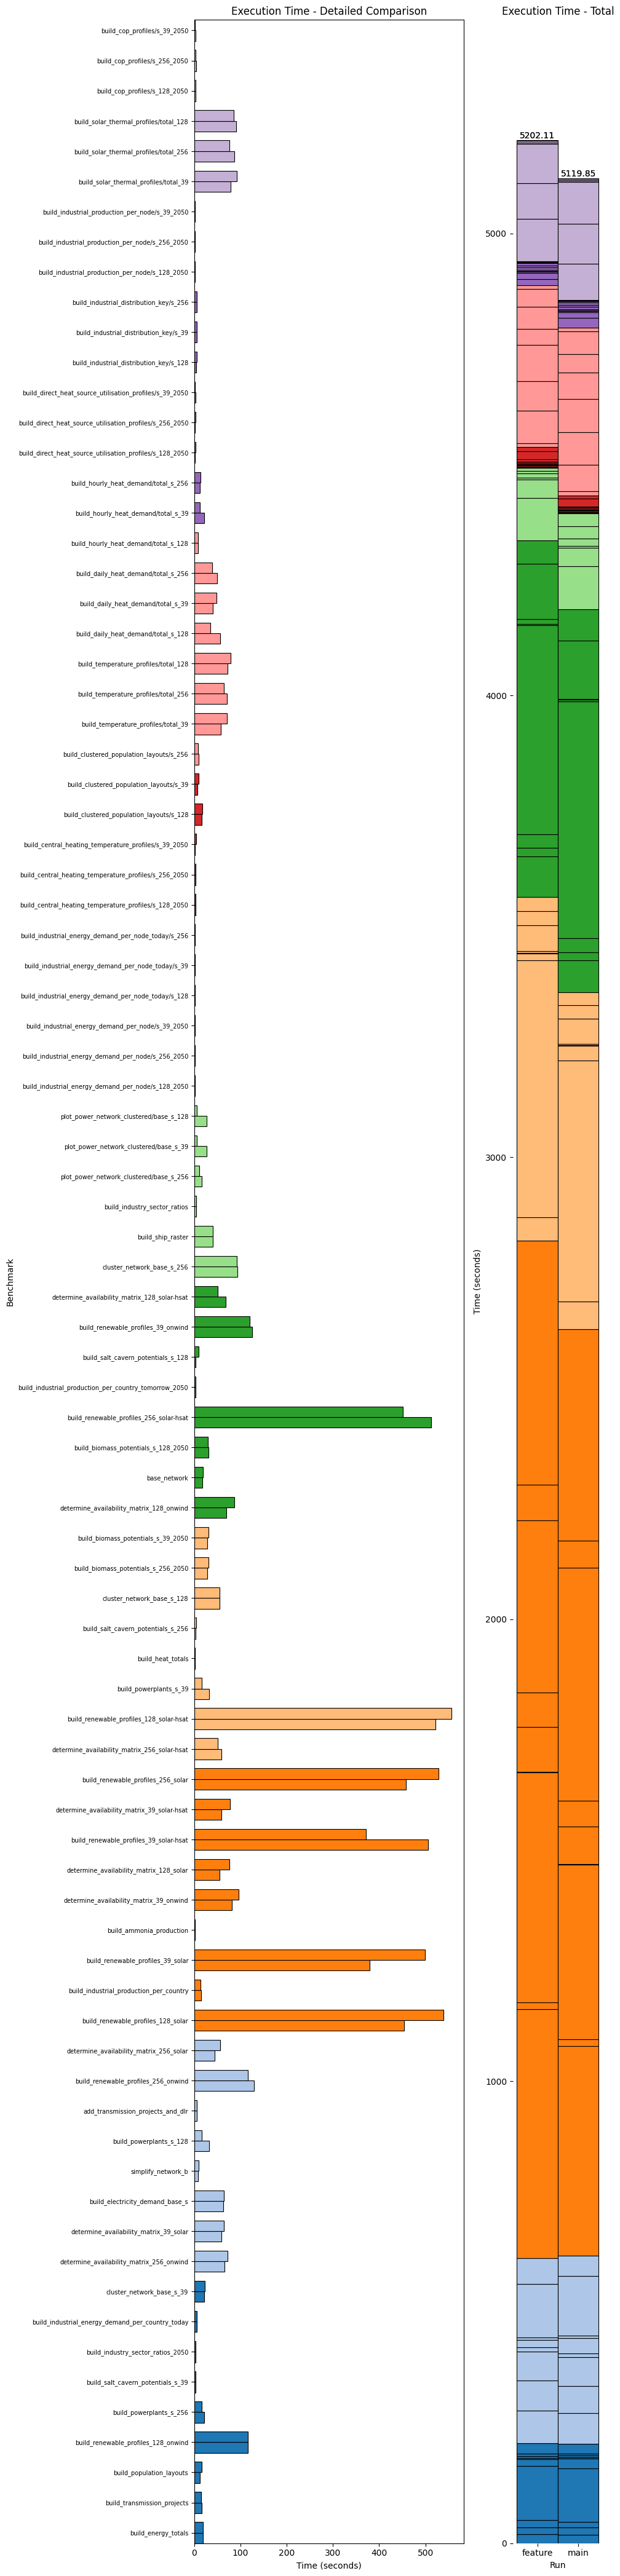 Execution Time - Detailed Comparison
Execution Time - Total
build_cop_profiles/s_39_2050
build_cop_profiles/s_256_2050
build_cop_profiles/s_128_2050
build_solar_thermal_profiles/total_128
build_solar_thermal_profiles/total_256
build_solar_thermal_profiles/total_39
build_industrial_production_per_node/s_39_2050
build_industrial_production_per_node/s_256_2050
build_industrial_production_per_node/s_128_2050
build_industrial_distribution_key/s_256
build_industrial_distribution_key/s_39
build_industrial_distribution_key/s_128
build_direct_heat_source_utilisation_profiles/s_39_2050
build_direct_heat_source_utilisation_profiles/s_256_2050
build_direct_heat_source_utilisation_profiles/s_128_2050
build_hourly_heat_demand/total_s_256
build_hourly_heat_demand/total_s_39
build_hourly_heat_demand/total_s_128
build_daily_heat_demand/total_s_256
build_daily_heat_demand/total_s_39
build_daily_heat_demand/total_s_128
build_temperature_profiles/total_128
build_temperature_profiles/total_256
build_temperature_profiles/total_39
build_clustered_population_layouts/s_256
build_clustered_population_layouts/s_39
build_clustered_population_layouts/s_128
build_central_heating_temperature_profiles/s_39_2050
build_central_heating_temperature_profiles/s_256_2050
build_central_heating_temperature_profiles/s_128_2050
build_industrial_energy_demand_per_node_today/s_256
build_industrial_energy_demand_per_node_today/s_39
build_industrial_energy_demand_per_node_today/s_128
build_industrial_energy_demand_per_node/s_39_2050
build_industrial_energy_demand_per_node/s_256_2050
build_industrial_energy_demand_per_node/s_128_2050
plot_power_network_clustered/base_s_128
plot_power_network_clustered/base_s_39
plot_power_network_clustered/base_s_256
build_industry_sector_ratios
build_ship_raster
cluster_network_base_s_256
determine_availability_matrix_128_solar-hsat
build_renewable_profiles_39_onwind
build_salt_cavern_potentials_s_128
build_industrial_production_per_country_tomorrow_2050
build_renewable_profiles_256_solar-hsat
build_biomass_potentials_s_128_2050
base_network
determine_availability_matrix_128_onwind
build_biomass_potentials_s_39_2050
build_biomass_potentials_s_256_2050
cluster_network_base_s_128
build_salt_cavern_potentials_s_256
build_heat_totals
build_powerplants_s_39
build_renewable_profiles_128_solar-hsat
determine_availability_matrix_256_solar-hsat
build_renewable_profiles_256_solar
determine_availability_matrix_39_solar-hsat
build_renewable_profiles_39_solar-hsat
determine_availability_matrix_128_solar
determine_availability_matrix_39_onwind
build_ammonia_production
build_renewable_profiles_39_solar
build_industrial_production_per_country
build_renewable_profiles_128_solar
determine_availability_matrix_256_solar
build_renewable_profiles_256_onwind
add_transmission_projects_and_dlr
build_powerplants_s_128
simplify_network_b
build_electricity_demand_base_s
determine_availability_matrix_39_solar
determine_availability_matrix_256_onwind
cluster_network_base_s_39
build_industrial_energy_demand_per_country_today
build_industry_sector_ratios_2050
build_salt_cavern_potentials_s_39
build_powerplants_s_256
build_renewable_profiles_128_onwind
build_population_layouts
build_transmission_projects
build_energy_totals
Benchmark
0 100 200 300 400 500
Time (seconds)
5202.11
5119.85
5000
4000
3000
2000
1000
0
Time (seconds)
feature main
Run